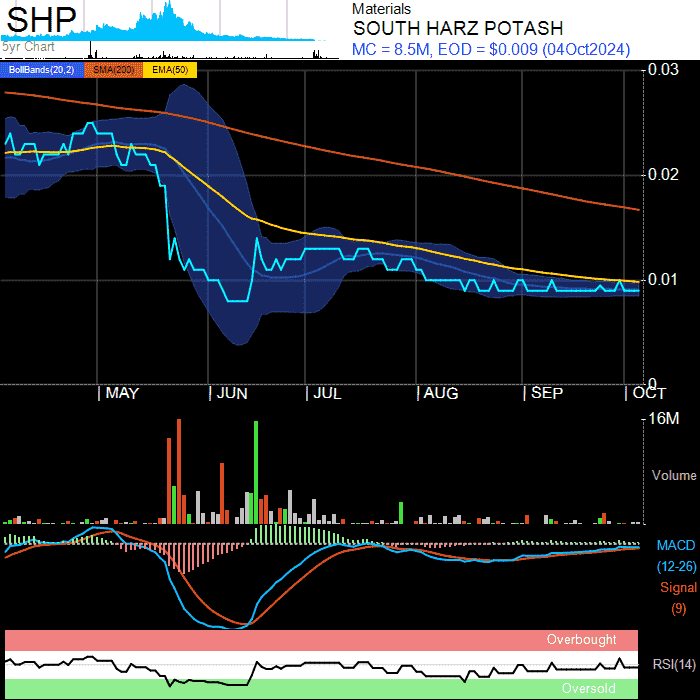 SHP
5yr Chart
Materials
SOUTH HARZ POTASH
MC = 8.5M, EOD = $0.009 (04Oct2024)
BollBands(20,2) SMA(200) EMA(50)
0.03
0.02
0.01
0
MAY JUN JUL AUG SEP OCT
16M
Volume
MACD
(12-26)
Signal
(9)
Overbought
RSI(14)
Oversold